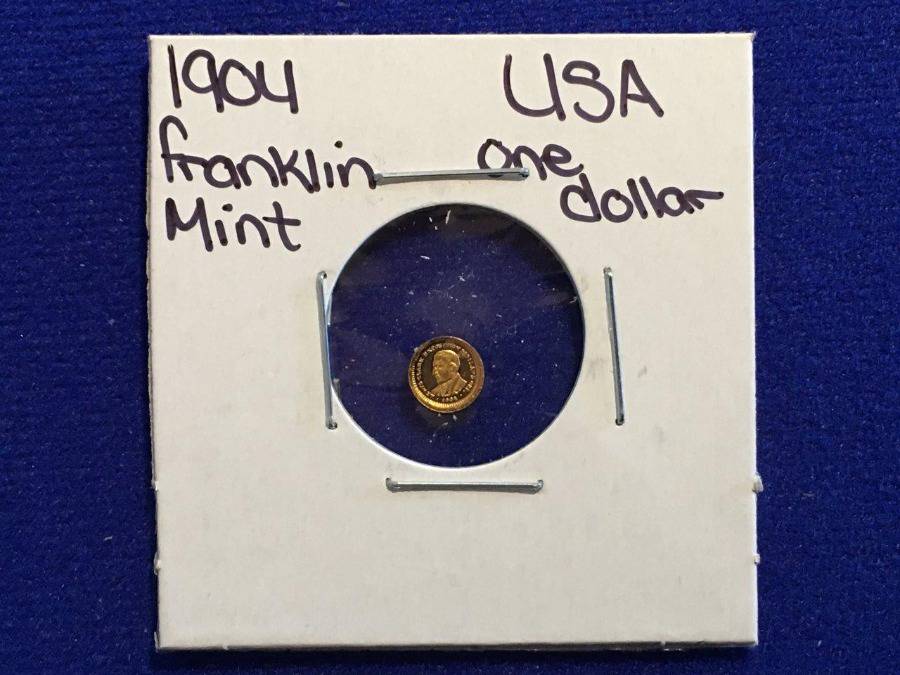 1904
Franklin
Mint
USA
one
dollar